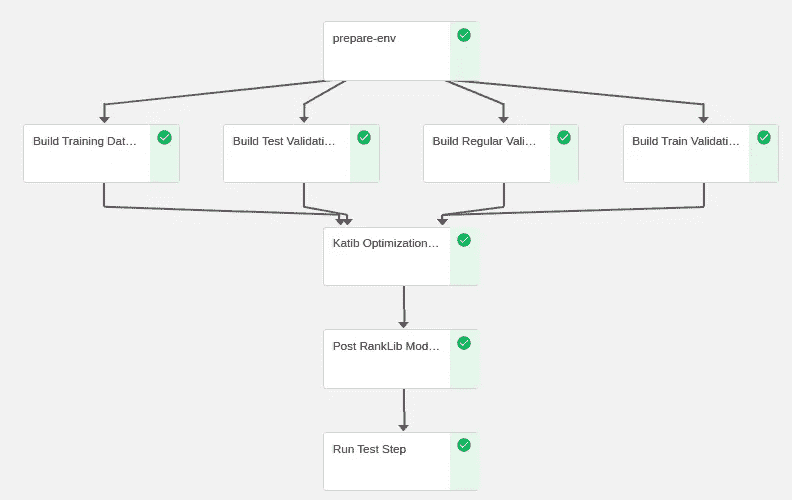 prepare-env
Build Training Dat...
Build Test Validati...
Build Regular Vali...
Build Train Validati...
Katib Optimization...
Post RankLib Mod...
Run Test Step